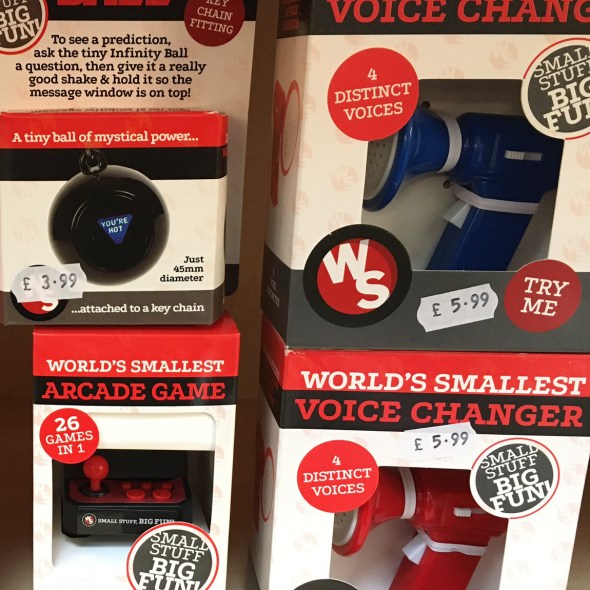 BIG
FUN!
KEY
CHAIN
FITTING
To see a prediction,
ask the tiny Infinity Ball
a question, then give it a really
good shake & hold it so the
message window is on top!
A tiny ball of mystical power...
YOU'RE
HOT
Just
45mm
diameter
£ 3.99
...attached to a key chain
WORLD'S SMALLEST
ARCADE GAME
26
GAMES
IN 1
SMALL STUFF, BIG FUN!
SMALL
STUFF
BIG
FUN!
VOICE CHANG
4
DISTINCT
VOICES
SMALL
STUFF
BIG
FUN!
WS
£ 5.99
TRY
ME
WORLD'S SMALLEST
VOICE CHANGER
£ 5.99
4
DISTINCT
VOICES
SMALL
STUFF
BIG
FUN!